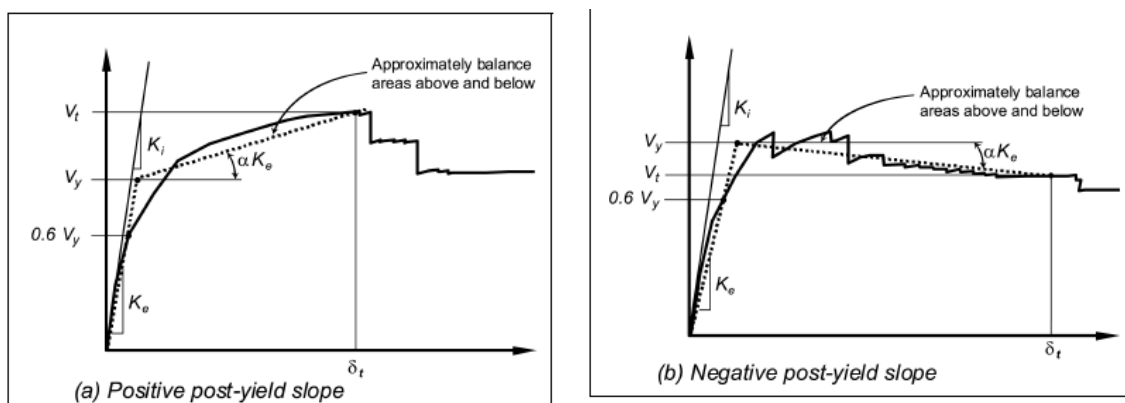 Approximately balance
areas above and below
V_t
K_i
αK_e
V_y
0.6 V_y
K_e
δ_t
(a) Positive post-yield slope
K_i
Approximately balance
areas above and below
V_y
αK_e
V_t
0.6 V_y
K_e
δ_t
(b) Negative post-yield slope